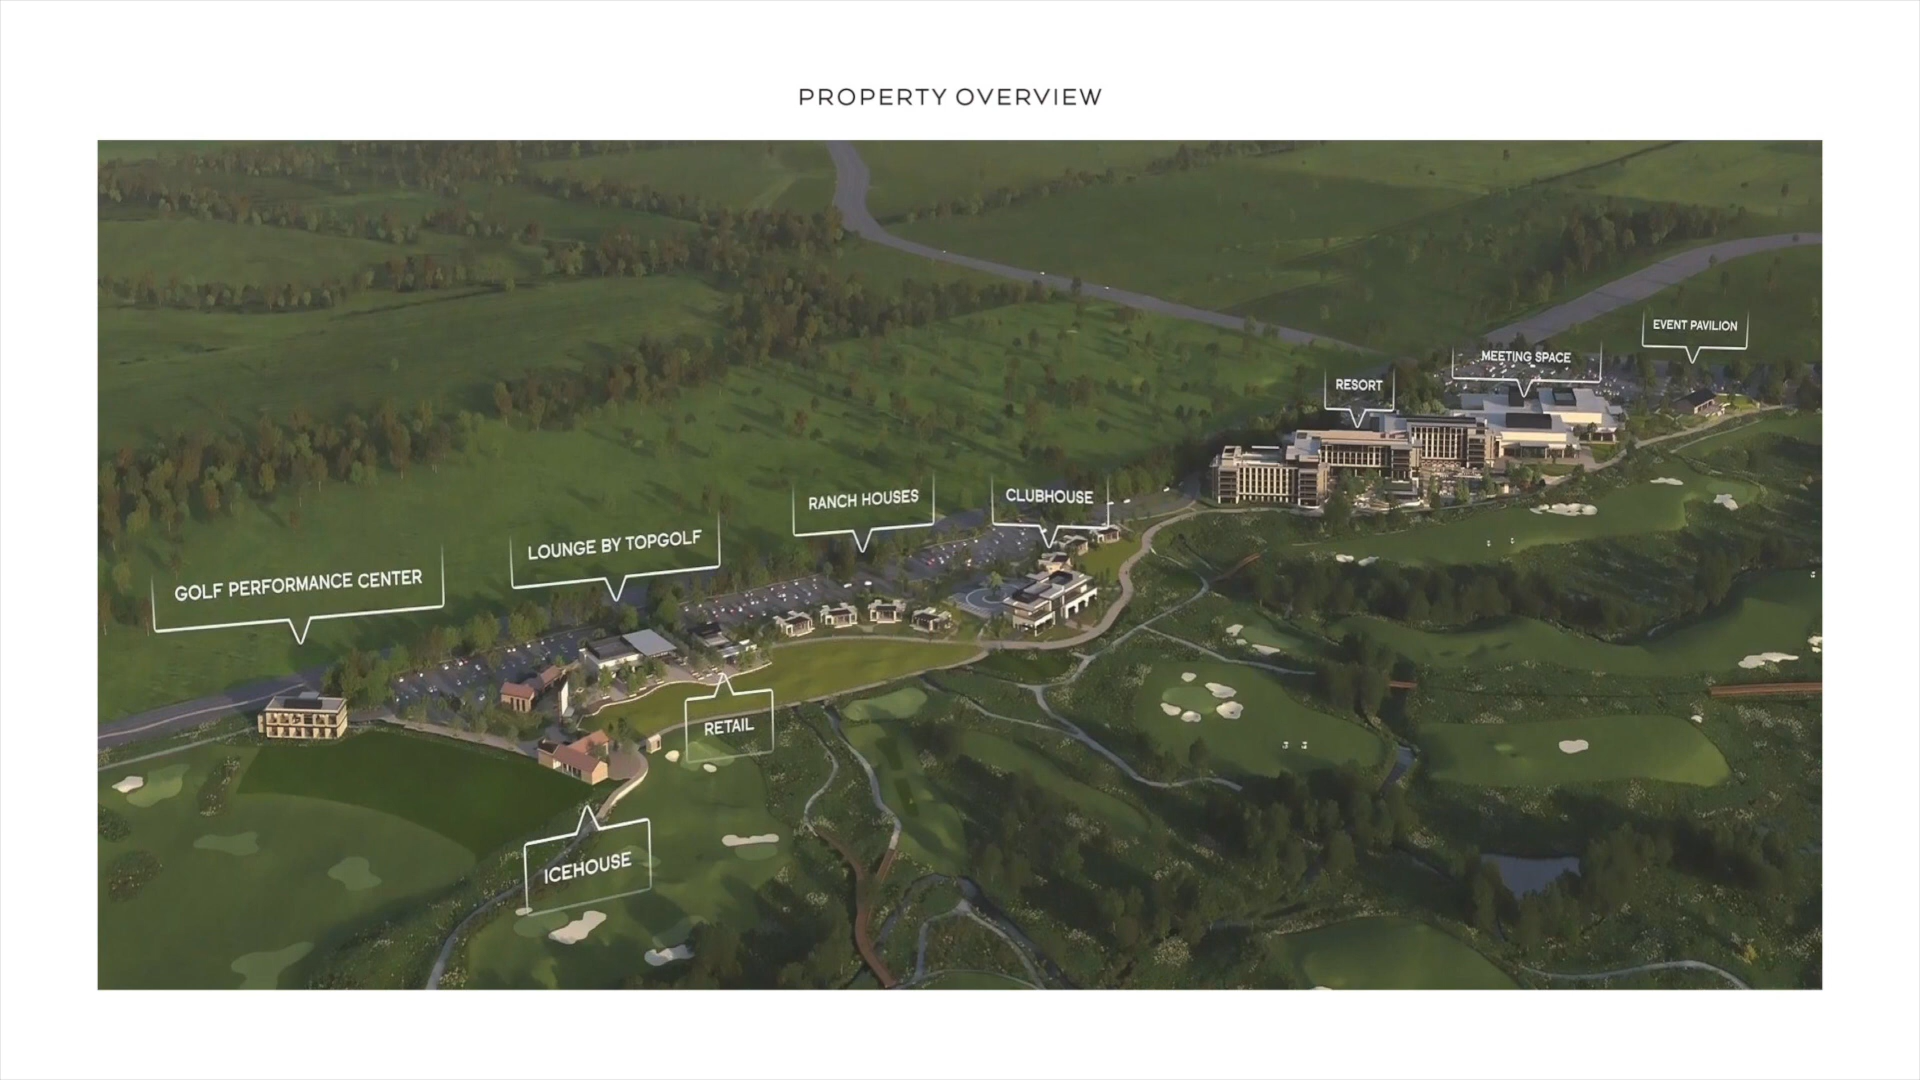 PROPERTY OVERVIEW
EVENT PAVILION
MEETING SPACE
RESORT
CLUBHOUSE
RANCH HOUSES
LOUNGE BY TOPGOLF
GOLF PERFORMANCE CENTER
RETAIL
ICEHOUSE